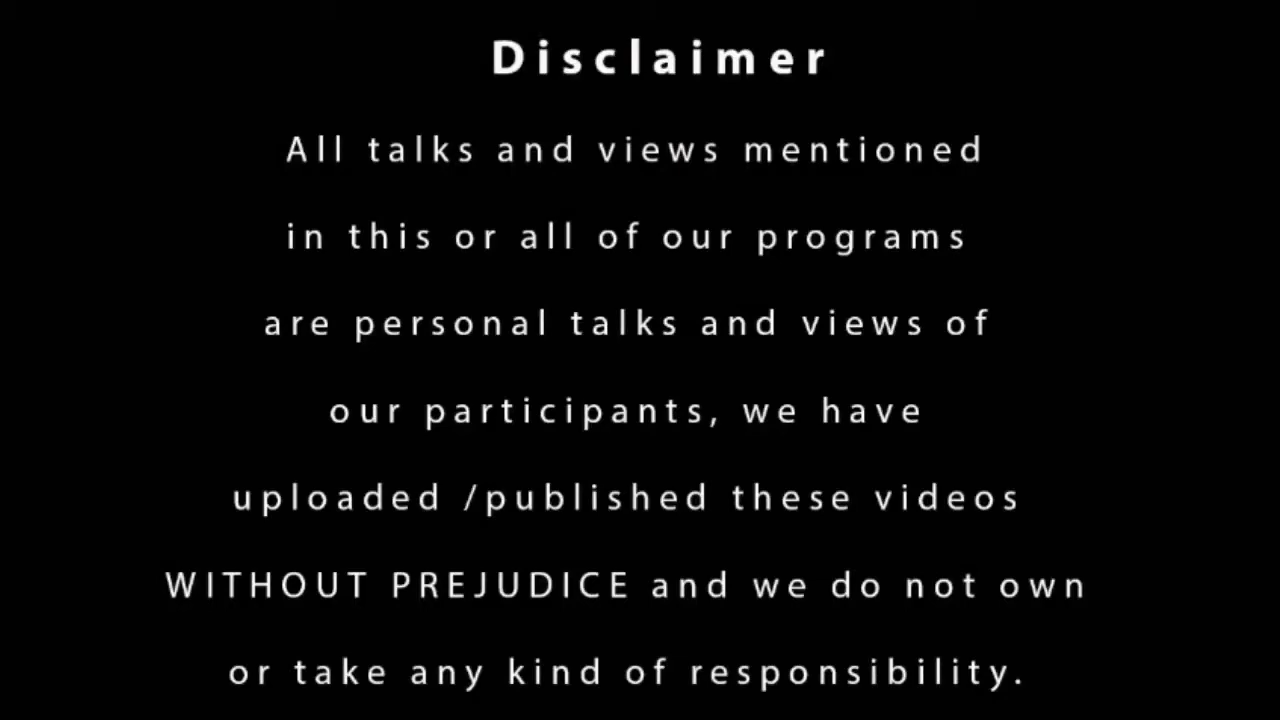 Disclaimer
All talks and views mentioned
in this or all of our programs
are personal talks and views of
our participants, we have
uploaded /published these videos
WITHOUT PREJUDICE and we do not own
or take any kind of responsibility.